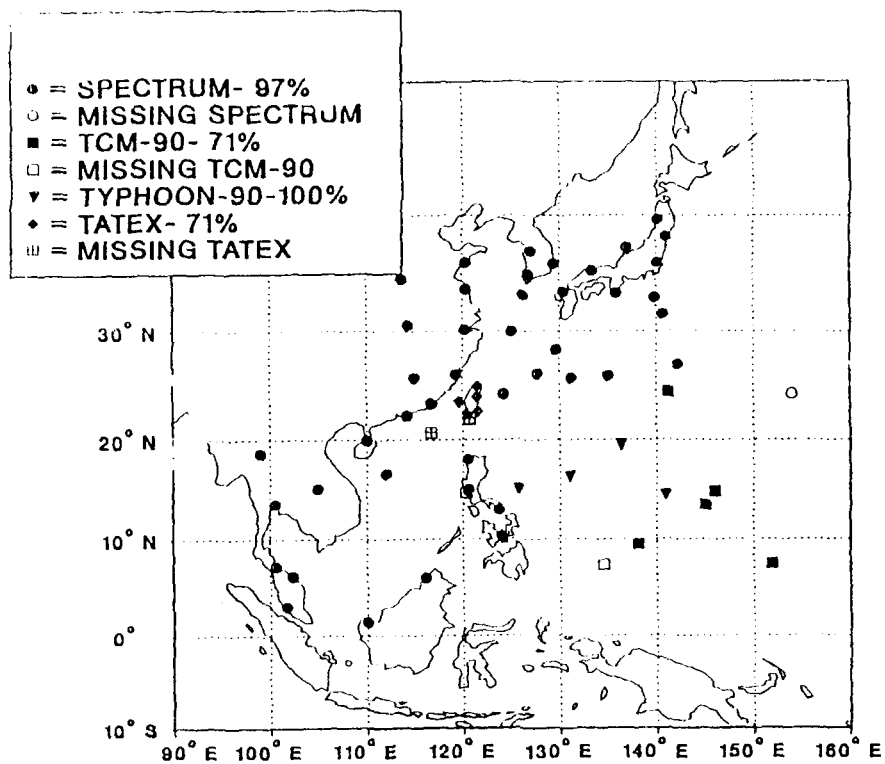 ● = SPECTRUM- 97%
○ = MISSING SPECTRUM
■ = TCM-90- 71%
□ = MISSING TCM-90
▼ = TYPHOON-90-100%
◆ = TATEX- 71%
⊞ = MISSING TATEX
30° N
20° N
10° N
0°
10° S
90° E 100° E 110° E 120° E 130° E 140° E 150° E 160° E